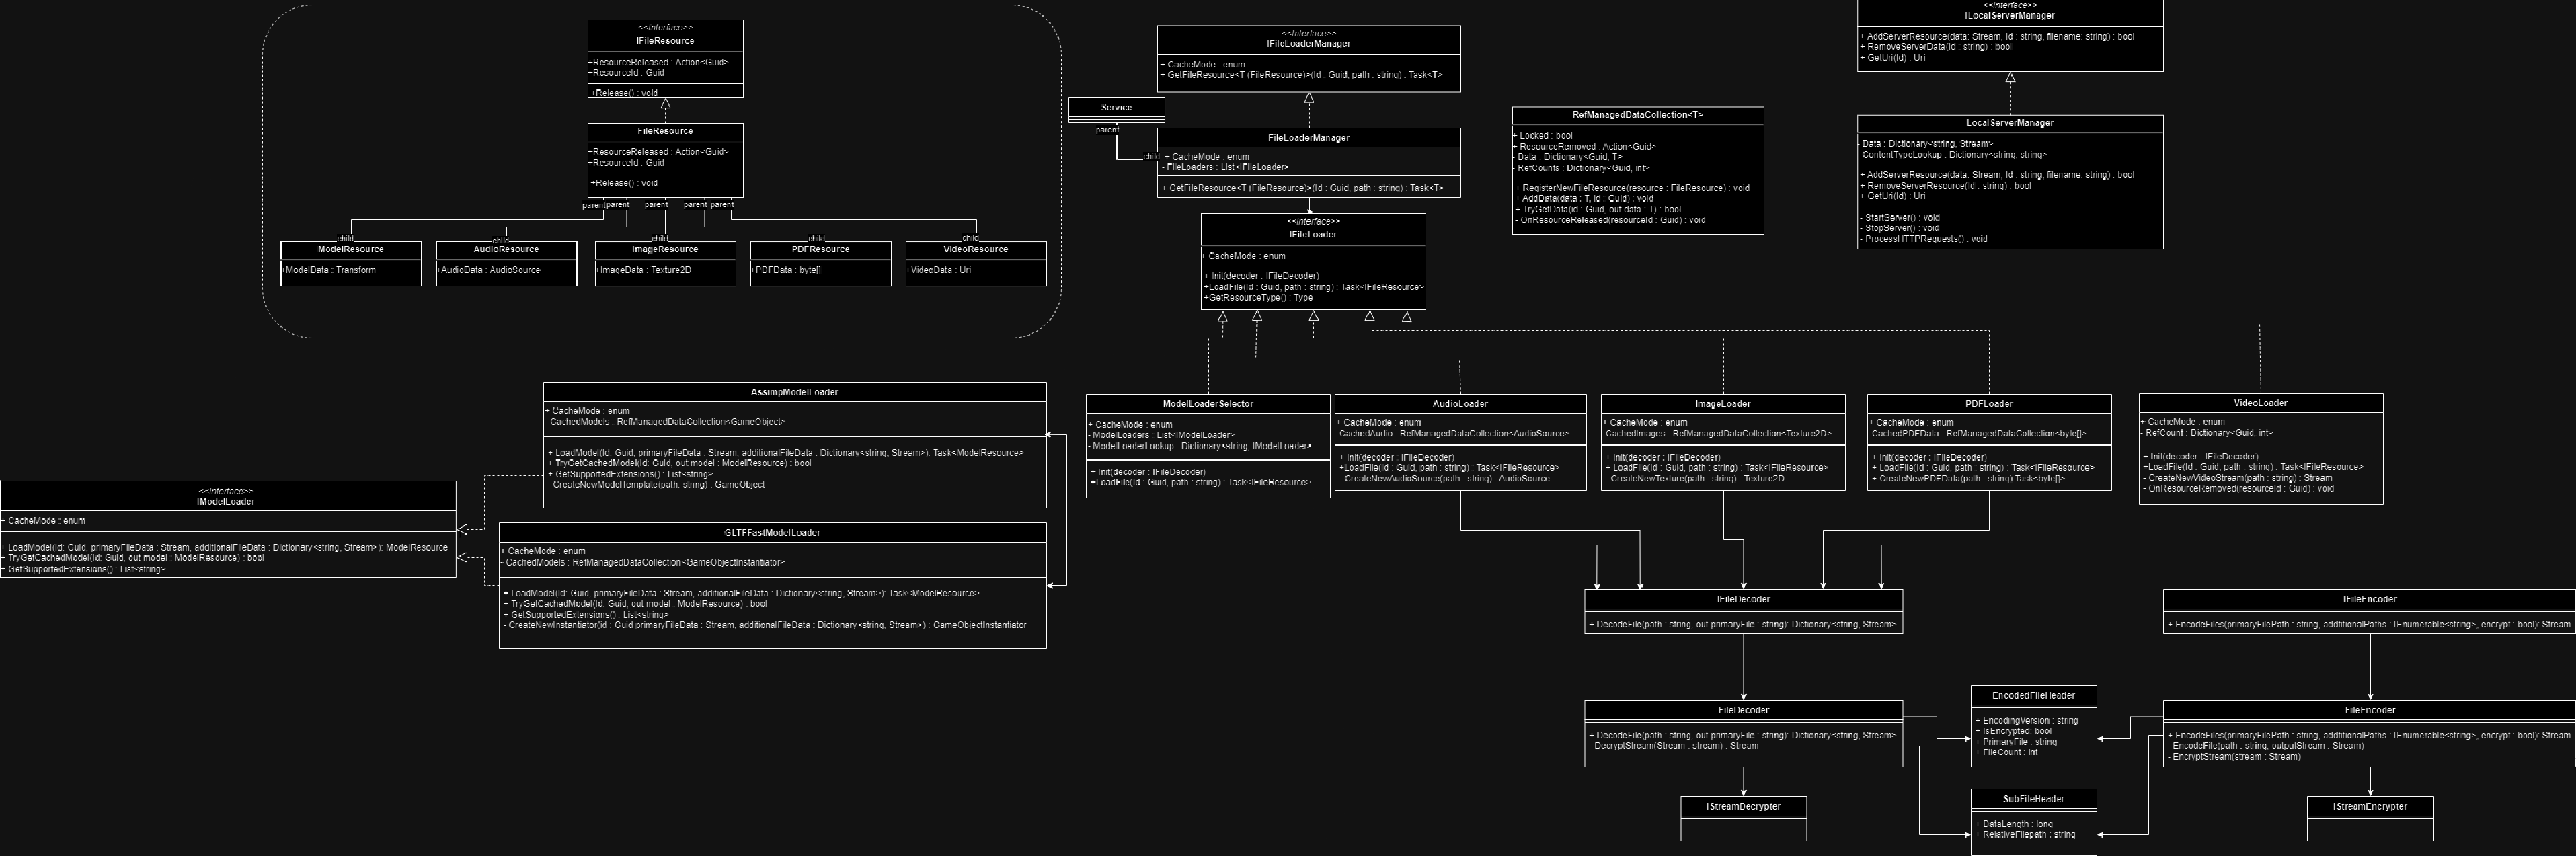 <<interface>>
IFileResource
+ResourceReleased : Action<Guid>
+ResourceId : Guid
+Release() : void
FileResource
+ResourceReleased : Action<Guid>
+ResourceId : Guid
+Release() : void
parent
parent
parent
parent
parent
child
child
child
child
child
ModelResource
+ModelData : Transform
AudioResource
+AudioData : AudioSource
ImageResource
+ImageData : Texture2D
PDFResource
+PDFData : byte[]
VideoResource
+VideoData : Uri
<<interface>>
IFileLoaderManager
+ CacheMode : enum
+ GetFileResource<T (FileResource)>(Id : Guid, path : string) : Task<T>
Service
parent
child
FileLoaderManager
+ CacheMode : enum
- FileLoaders : List<IFileLoader>
+ GetFileResource<T (FileResource)>(Id : Guid, path : string) : Task<T>
<<interface>>
IFileLoader
+ CacheMode : enum
+ Init(decoder : IFileDecoder)
+LoadFile(Id : Guid, path : string) : Task<IFileResource>
+GetResourceType() : Type
RefManagedDataCollection<T>
+ Locked : bool
+ ResourceRemoved : Action<Guid>
- Data : Dictionary<Guid, T>
- RefCounts : Dictionary<Guid, int>
+ RegisterNewFileResource(resource : FileResource) : void
+ AddData(data : T, id : Guid) : void
+ TryGetData(id : Guid, out data : T) : bool
- OnResourceReleased(resourceId : Guid) : void
<<interface>>
ILocalServerManager
+ AddServerResource(data: Stream, Id : string, filename: string) : bool
+ RemoveServerData(Id : string) : bool
+ GetUri(Id) : Uri
LocalServerManager
- Data : Dictionary<string, Stream>
- ContentTypeLookup : Dictionary<string, string>
+ AddServerResource(data: Stream, Id : string, filename: string) : bool
+ RemoveServerResource(Id : string) : bool
+ GetUri(Id) : Uri
- StartServer() : void
- StopServer() : void
- ProcessHTTPRequests() : void
AssimpModelLoader
+ CacheMode : enum
- CachedModels : RefManagedDataCollection<GameObject>
+ LoadModel(Id: Guid, primaryFileData : Stream, additionalFileData : Dictionary<string, Stream>): Task<ModelResource>
+ TryGetCachedModel(Id: Guid, out model : ModelResource) : bool
+ GetSupportedExtensions() : List<string>
- CreateNewModelTemplate(path: string) : GameObject
<<interface>>
IModelLoader
+ CacheMode : enum
+ LoadModel(Id: Guid, primaryFileData : Stream, additionalFileData : Dictionary<string, Stream>): ModelResource
+ TryGetCachedModel(Id: Guid, out model : ModelResource) : bool
+ GetSupportedExtensions() : List<string>
GLTFFastModelLoader
+ CacheMode : enum
- CachedModels : RefManagedDataCollection<GameObjectInstantiator>
+ LoadModel(Id: Guid, primaryFileData : Stream, additionalFileData : Dictionary<string, Stream>): Task<ModelResource>
+ TryGetCachedModel(Id: Guid, out model : ModelResource) : bool
+ GetSupportedExtensions() : List<string>
- CreateNewInstantiator(id : Guid primaryFileData : Stream, additionalFileData : Dictionary<string, Stream>) : GameObjectInstantiator
ModelLoaderSelector
+ CacheMode : enum
- ModelLoaders : List<IModelLoader>
- ModelLoaderLookup : Dictionary<string, IModelLoader>
+ Init(decoder : IFileDecoder)
+LoadFile(Id : Guid, path : string) : Task<IFileResource>
AudioLoader
+ CacheMode : enum
-CachedAudio : RefManagedDataCollection<AudioSource>
+ Init(decoder : IFileDecoder)
+LoadFile(Id : Guid, path : string) : Task<IFileResource>
- CreateNewAudioSource(path : string) : AudioSource
ImageLoader
+ CacheMode : enum
-CachedImages : RefManagedDataCollection<Texture2D>
+ Init(decoder : IFileDecoder)
+LoadFile(Id : Guid, path : string) : Task<IFileResource>
- CreateNewTexture(path : string) : Texture2D
PDFLoader
+ CacheMode : enum
-CachedPDFData : RefManagedDataCollection<byte[]>
+ Init(decoder : IFileDecoder)
+ LoadFile(Id : Guid, path : string) : Task<IFileResource>
+ CreateNewPDFData(path : string) Task<byte[]>
VideoLoader
+ CacheMode : enum
- RefCount : Dictionary<Guid, int>
+ Init(decoder : IFileDecoder)
+LoadFile(Id : Guid, path : string) : Task<IFileResource>
- CreateNewVideoStream(path : string) : Stream
- OnResourceRemoved(resourceId : Guid) : void
IFileDecoder
+ DecodeFile(path : string, out primaryFile : string): Dictionary<string, Stream>
IFileEncoder
+ EncodeFiles(primaryFilePath : string, addtitionalPaths : IEnumerable<string>, encrypt : bool): Stream
FileDecoder
+ DecodeFile(path : string, out primaryFile : string): Dictionary<string, Stream>
- DecryptStream(Stream : stream) : Stream
EncodedFileHeader
+ EncodingVersion : string
+ IsEncrypted: bool
+ PrimaryFile : string
+ FileCount : int
FileEncoder
+ EncodeFiles(primaryFilePath : string, addtitionalPaths : IEnumerable<string>, encrypt : bool): Stream
- EncodeFile(path : string, outputStream : Stream)
- EncryptStream(stream : Stream)
IStreamDecrypter
...
SubFileHeader
+ DataLength : long
+ RelativeFilepath : string
IStreamEncrypter
...